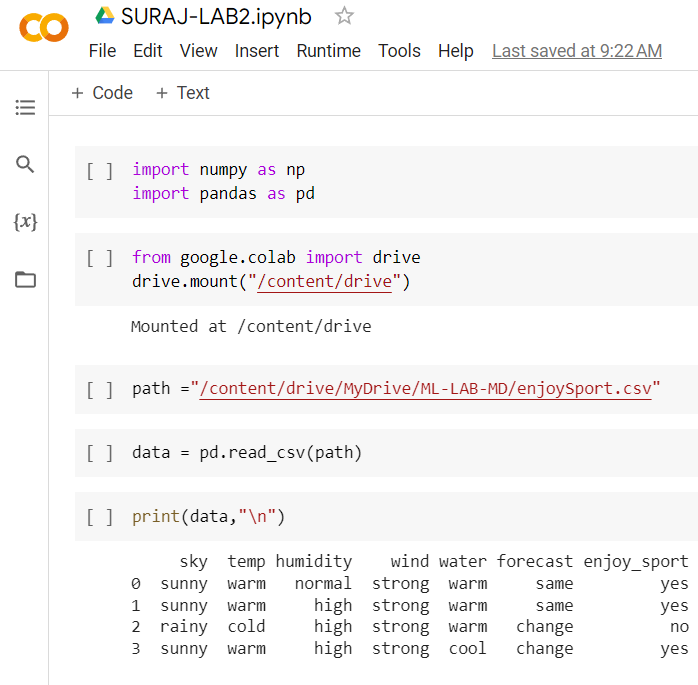 SURAJ-LAB2.ipynb
File Edit View Insert Runtime Tools Help Last saved at 9:22 AM
+ Code + Text
[ ] import numpy as np
import pandas as pd
{x}
[ ] from google.colab import drive
drive.mount("/content/drive")
Mounted at /content/drive
[ ] path ="/content/drive/MyDrive/ML-LAB-MD/enjoySport.csv"
[ ] data = pd.read_csv(path)
[ ] print(data,"\n")
sky temp humidity wind water forecast enjoy_sport
0 sunny warm normal strong warm same yes
1 sunny warm high strong warm same yes
2 rainy cold high strong warm change no
3 sunny warm high strong cool change yes